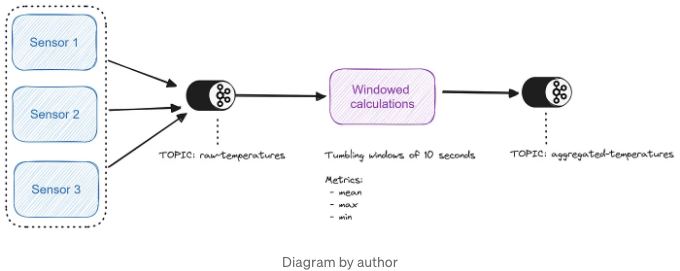 Sensor 1
Sensor 2
Sensor 3
TOPIC: raw-temperatures
Windowed
calculations
Tumbling windows of 10 seconds
Metrics:
- mean
- max
- min
TOPIC: aggregated-temperatures
Diagram by author